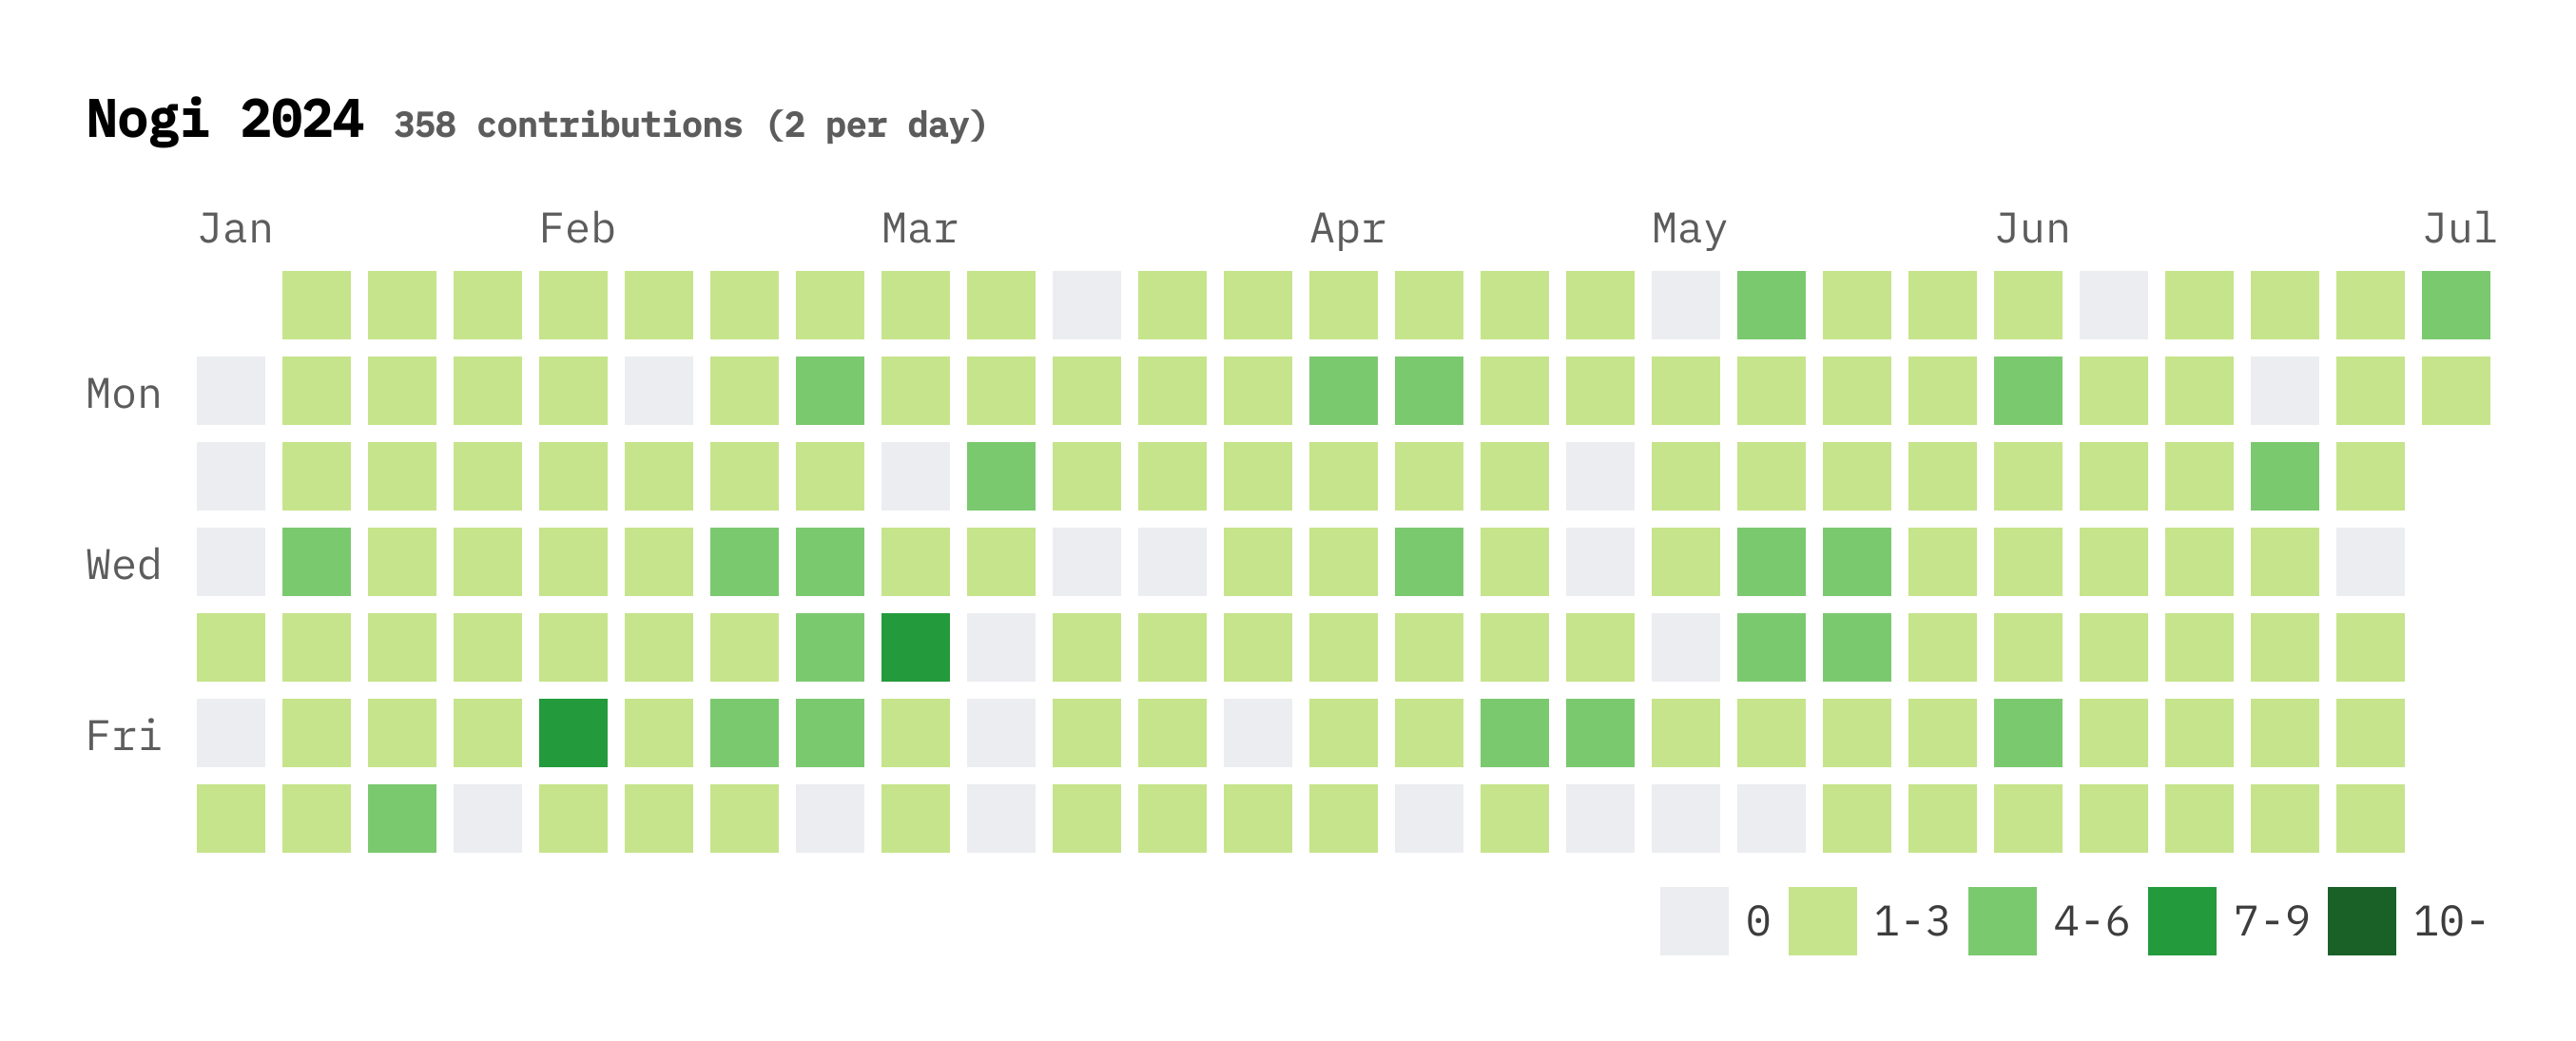 Nogi 2024 358 contributions (2 per day)
Jan Feb Mar Apr May Jun Jul
Mon
Wed
Fri
0 1-3 4-6 7-9 10-